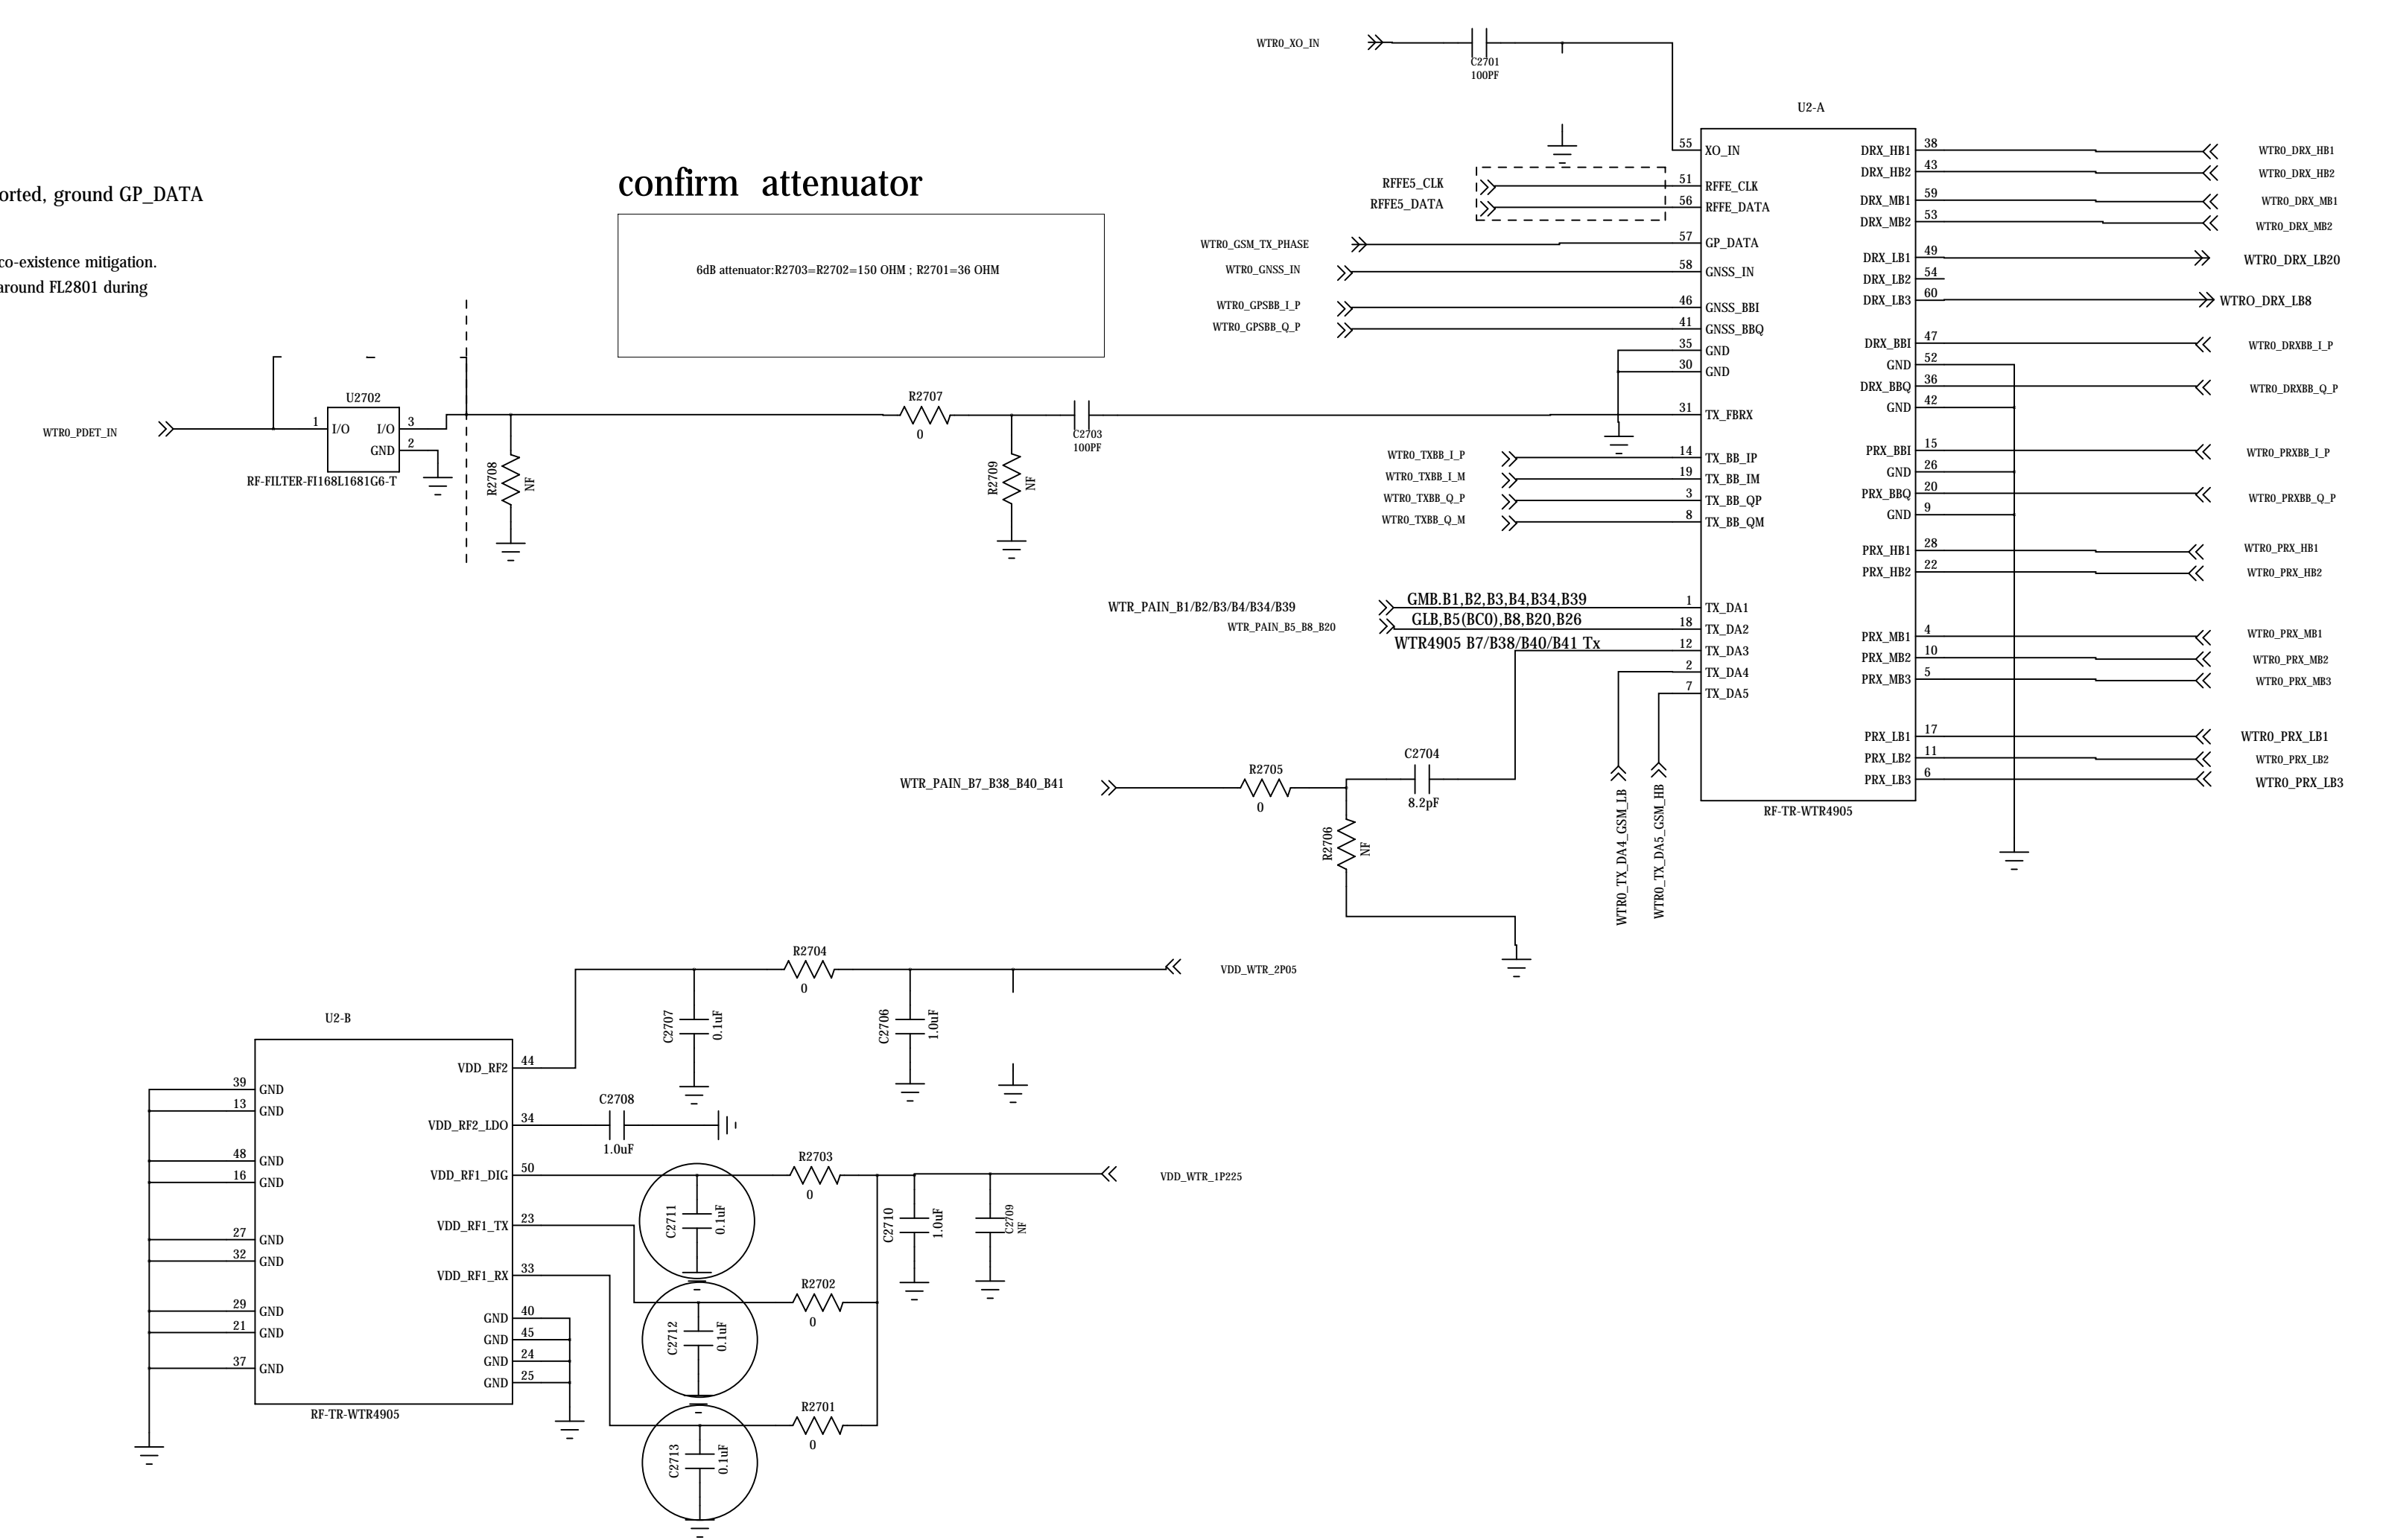 WTR0_XO_IN
C2701
100PF
U2-A
confirm attenuator
6dB attenuator:R2703=R2702=150 OHM ; R2701=36 OHM
orted, ground GP_DATA
co-existence mitigation.
around FL2801 during
RFFE5_CLK
RFFE5_DATA
WTR0_GSM_TX_PHASE
WTR0_GNSS_IN
WTR0_GPSBB_I_P
WTR0_GPSBB_Q_P
55 XO_IN
51 RFFE_CLK
56 RFFE_DATA
57 GP_DATA
58 GNSS_IN
46 GNSS_BBI
41 GNSS_BBQ
35 GND
30 GND
31 TX_FBRX
14 TX_BB_IP
19 TX_BB_IM
3 TX_BB_QP
8 TX_BB_QM
1 TX_DA1
18 TX_DA2
12 TX_DA3
2 TX_DA4
7 TX_DA5
DRX_HB1 38 WTR0_DRX_HB1
DRX_HB2 43 WTR0_DRX_HB2
DRX_MB1 59 WTR0_DRX_MB1
DRX_MB2 53 WTR0_DRX_MB2
DRX_LB1 49 WTR0_DRX_LB20
DRX_LB2 54
DRX_LB3 60 WTRO_DRX_LB8
DRX_BBI 47 WTR0_DRXBB_I_P
GND 52
DRX_BBQ 36 WTR0_DRXBB_Q_P
GND 42
PRX_BBI 15 WTR0_PRXBB_I_P
GND 26
PRX_BBQ 20 WTR0_PRXBB_Q_P
GND 9
PRX_HB1 28 WTR0_PRX_HB1
PRX_HB2 22 WTR0_PRX_HB2
PRX_MB1 4 WTR0_PRX_MB1
PRX_MB2 10 WTR0_PRX_MB2
PRX_MB3 5 WTR0_PRX_MB3
PRX_LB1 17 WTR0_PRX_LB1
PRX_LB2 11 WTR0_PRX_LB2
PRX_LB3 6 WTR0_PRX_LB3
RF-TR-WTR4905
WTR0_PDET_IN
U2702
1 I/O I/O 3
GND 2
RF-FILTER-FI168L1681G6-T
R2708
NF
R2707
0
R2709
NF
C2703
100PF
WTR0_TXBB_I_P
WTR0_TXBB_I_M
WTR0_TXBB_Q_P
WTR0_TXBB_Q_M
WTR_PAIN_B1/B2/B3/B4/B34/B39
GMB.B1,B2,B3,B4,B34,B39
WTR_PAIN_B5_B8_B20
GLB,B5(BC0),B8,B20,B26
WTR4905 B7/B38/B40/B41 Tx
WTR_PAIN_B7_B38_B40_B41
R2705
0
C2704
8.2pF
R2706
NF
WTR0_TX_DA4_GSM_LB
WTR0_TX_DA5_GSM_HB
R2704
0
VDD_WTR_2P05
C2707
0.1uF
C2706
1.0uF
U2-B
39 GND
13 GND
48 GND
16 GND
27 GND
32 GND
29 GND
21 GND
37 GND
VDD_RF2 44
VDD_RF2_LDO 34
VDD_RF1_DIG 50
VDD_RF1_TX 23
VDD_RF1_RX 33
GND 40
GND 45
GND 24
GND 25
RF-TR-WTR4905
C2708
1.0uF
R2703
0
VDD_WTR_1P225
C2711
0.1uF
C2710
1.0uF
C2709
NF
R2702
0
C2712
0.1uF
R2701
0
C2713
0.1uF